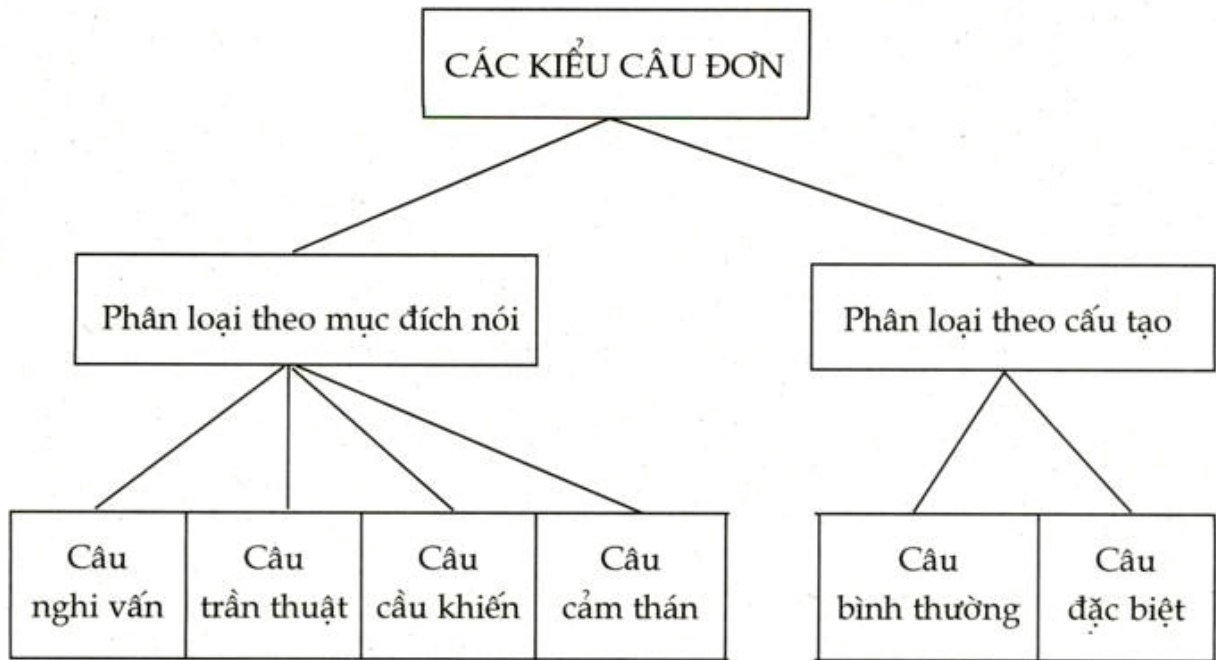 CÁC KIỂU CÂU ĐƠN
Phân loại theo mục đích nói
Phân loại theo cấu tạo
Câu
nghi vấn
Câu
trần thuật
Câu
cầu khiến
Câu
cảm thán
Câu
bình thường
Câu
đặc biệt